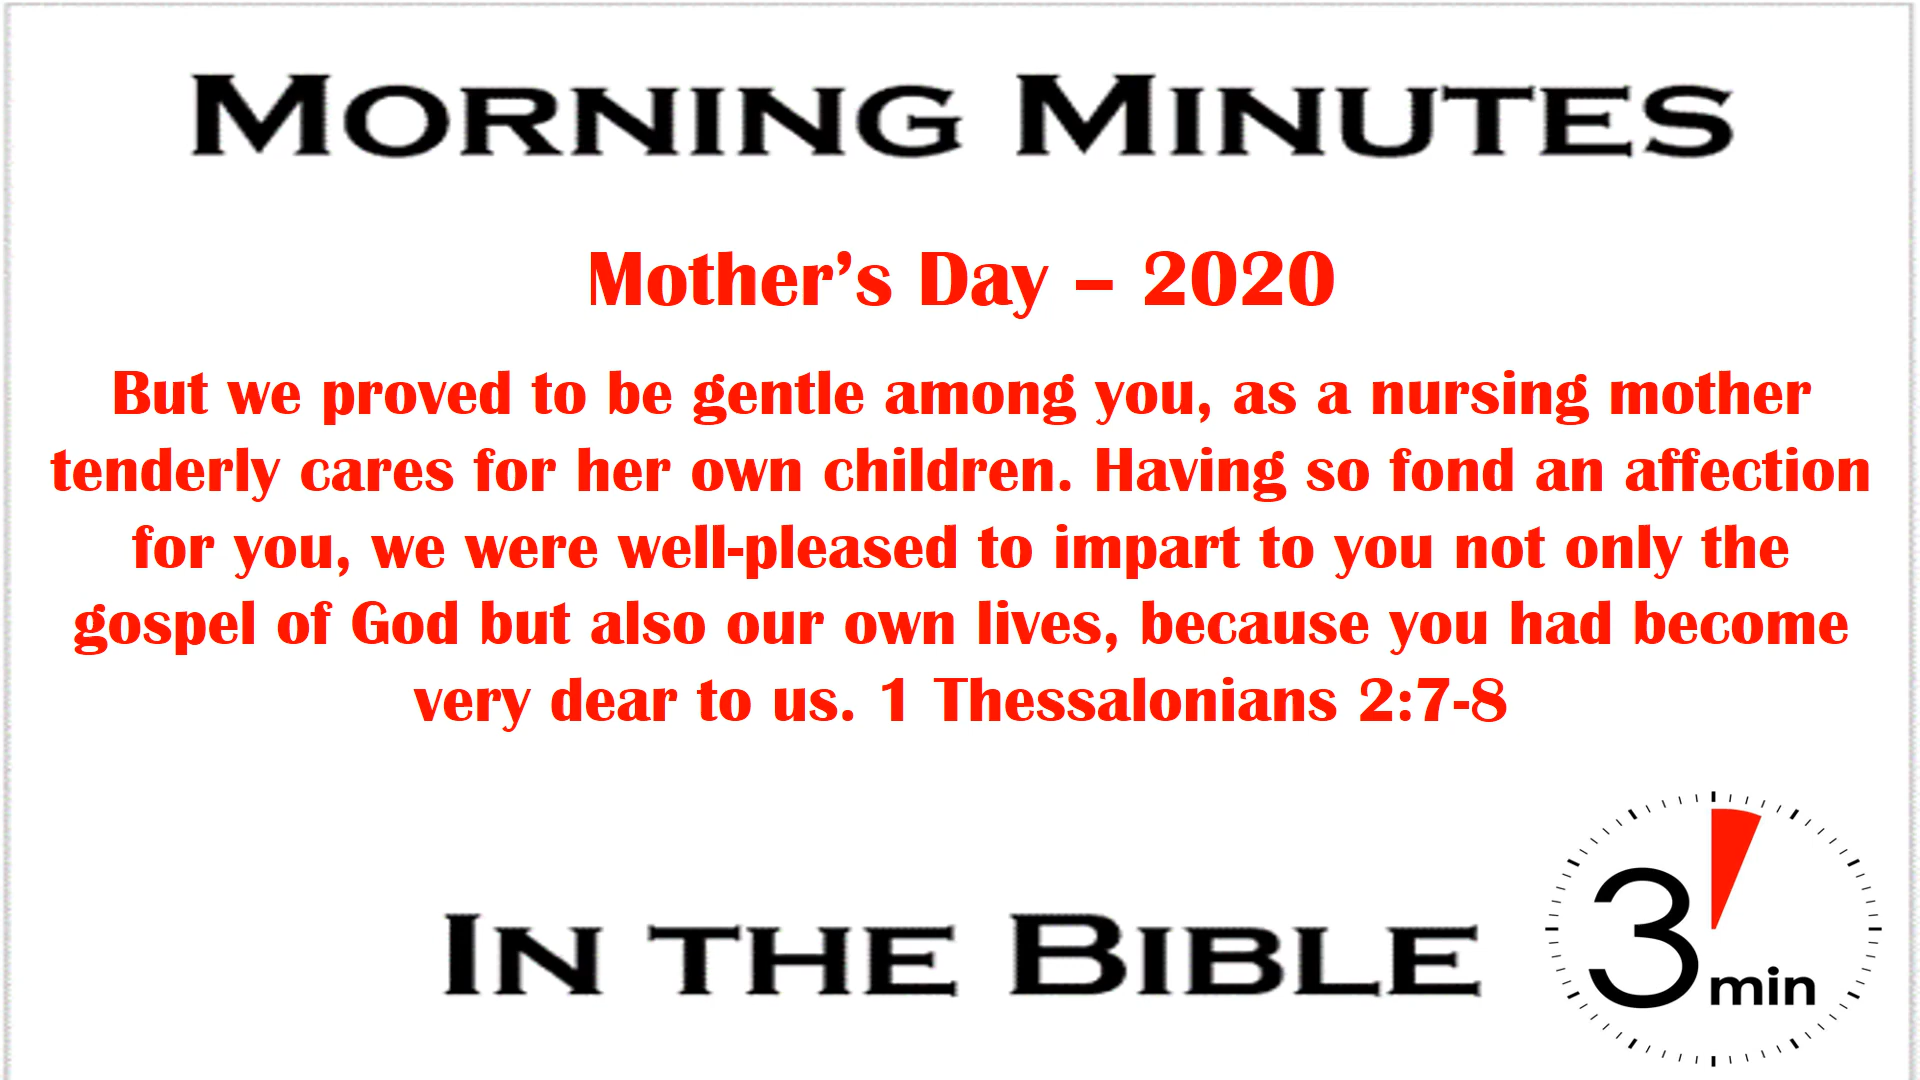 MORNING MINUTES
Mother’s Day – 2020
But we proved to be gentle among you, as a nursing mother
tenderly cares for her own children. Having so fond an affection
for you, we were well-pleased to impart to you not only the
gospel of God but also our own lives, because you had become
very dear to us. 1 Thessalonians 2:7-8
IN THE BIBLE
3 min